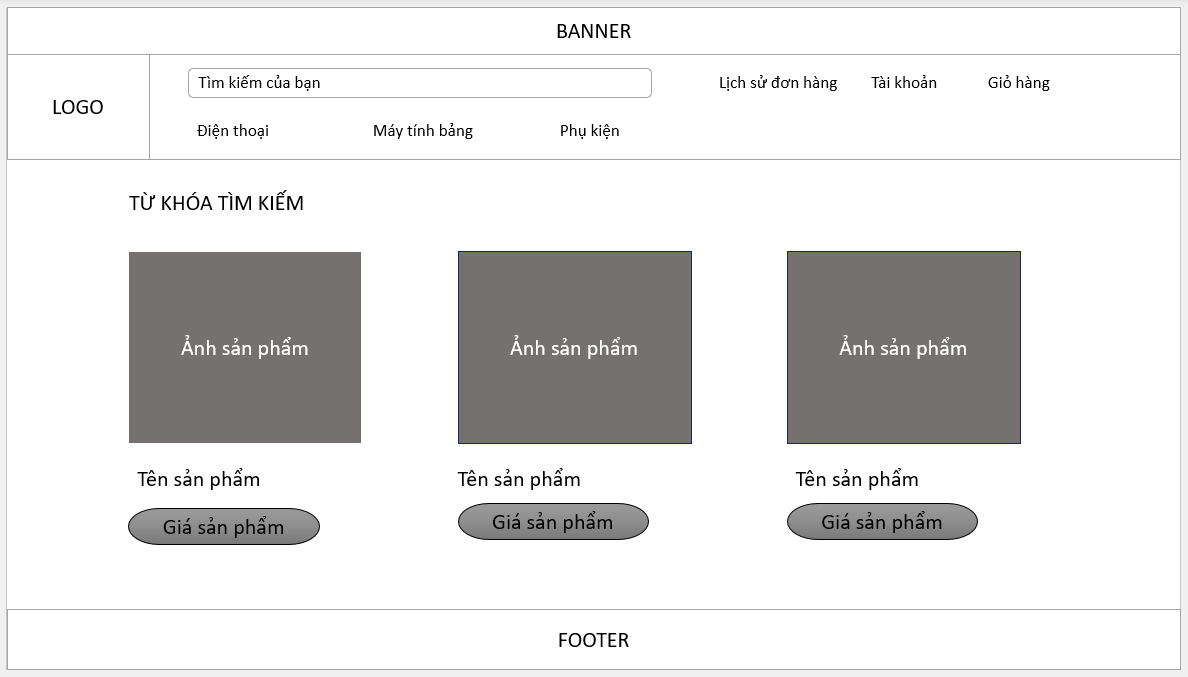 BANNER
LOGO
Tìm kiếm của bạn
Lịch sử đơn hàng
Tài khoản
Giỏ hàng
Điện thoại
Máy tính bảng
Phụ kiện
TỪ KHÓA TÌM KIẾM
Ảnh sản phẩm
Ảnh sản phẩm
Ảnh sản phẩm
Tên sản phẩm
Tên sản phẩm
Tên sản phẩm
Giá sản phẩm
Giá sản phẩm
Giá sản phẩm
FOOTER